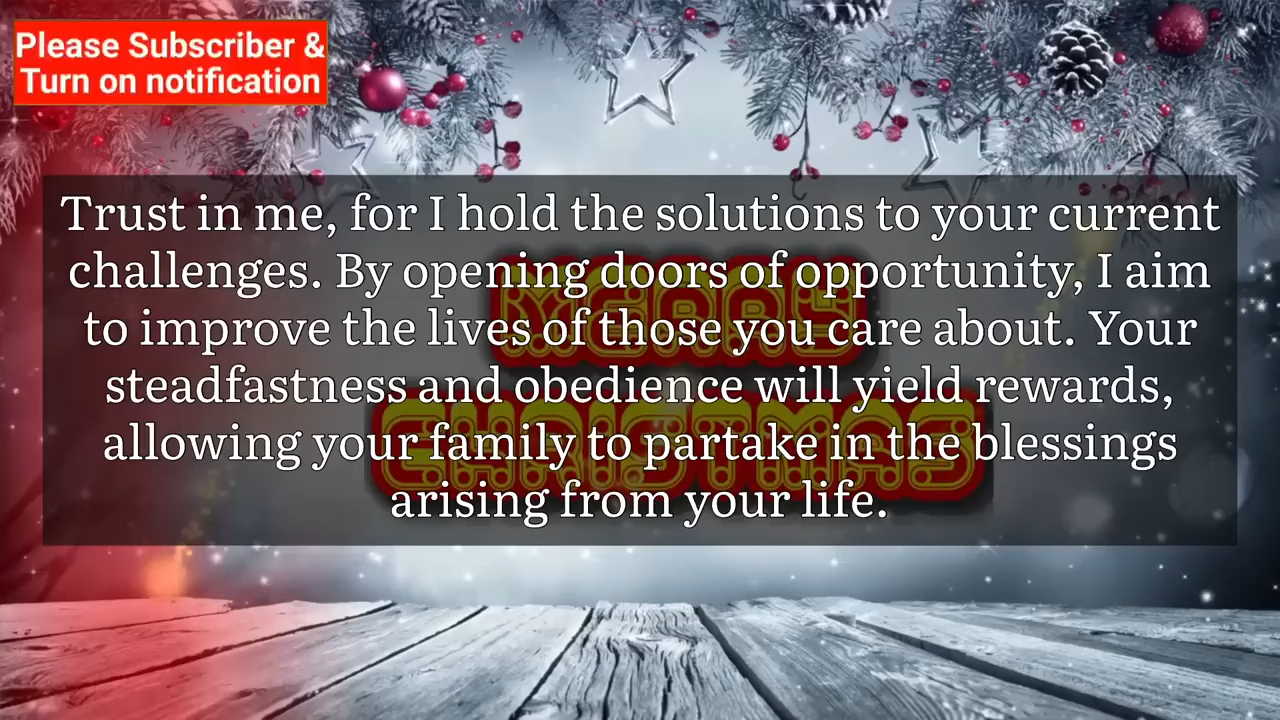 Please Subscriber &
Turn on notification
Trust in me, for I hold the solutions to your current
challenges. By opening doors of opportunity, I aim
to improve the lives of those you care about. Your
steadfastness and obedience will yield rewards,
allowing your family to partake in the blessings
arising from your life.
MERRY
CHRISTMAS